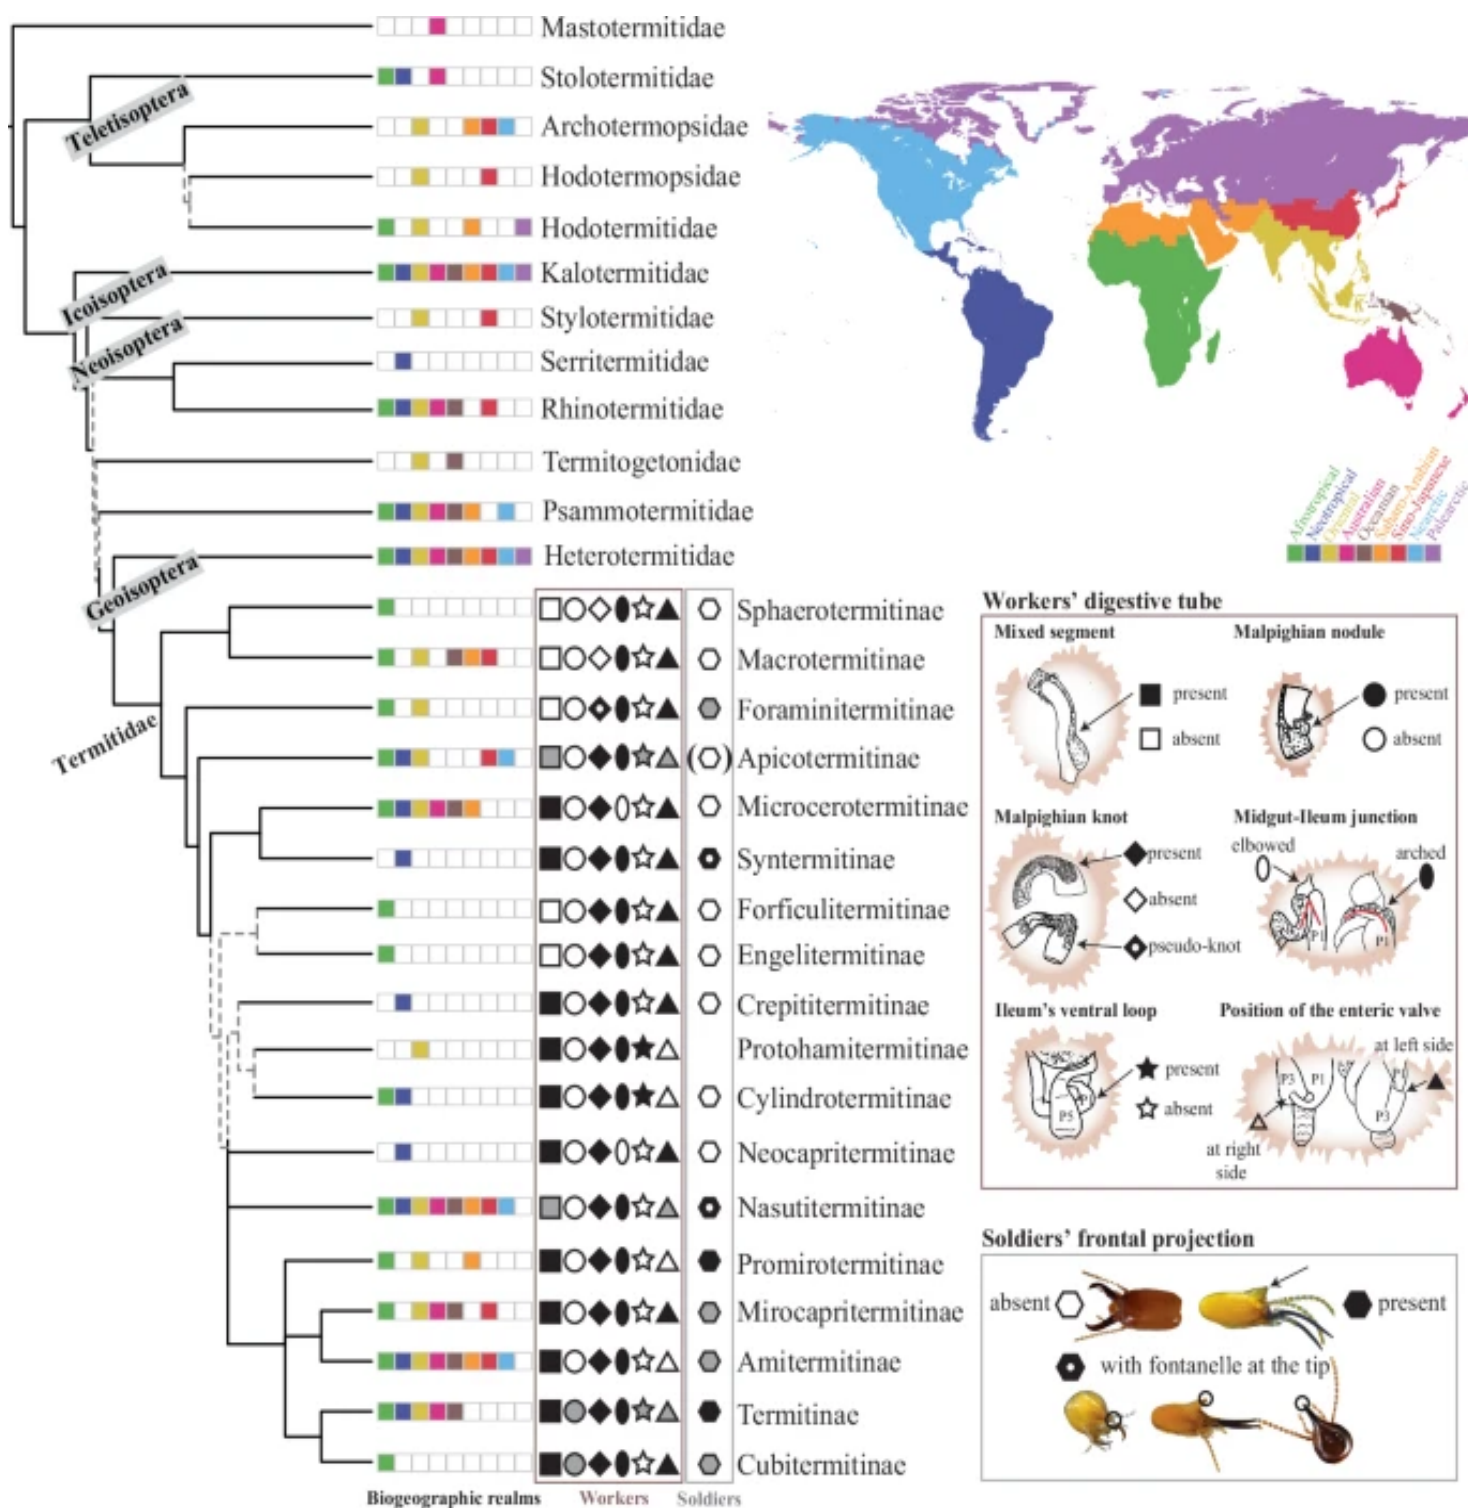 Mastotermitidae
Stolotermitidae
Teletisoptera
Archotermopsidae
Hodotermopsidae
Hodotermitidae
Icoisoptera
Kalotermitidae
Stylotermitidae
Neoisoptera
Serritermitidae
Rhinotermitidae
Termitogetonidae
Psammotermitidae
Heterotermitidae
Geoisoptera
Termitidae
Sphaerotermitinae
Macrotermitinae
Foraminitermitinae
Apicotermitinae
Microcerotermitinae
Syntermitinae
Forficulitermitinae
Engelitermitinae
Crepititermitinae
Protohamitermitinae
Cylindrotermitinae
Neocapritermitinae
Nasutitermitinae
Promirotermitinae
Mirocapritermitinae
Amitermitinae
Termitinae
Cubitermitinae
Biogeographic realms
Workers
Soldiers
Afrotropical
Neotropical
Oriental
Australian
Oceanian
Saharo-Arabian
Sino-Japanese
Nearctic
Palearctic
Workers' digestive tube
Mixed segment
present
absent
Malpighian nodule
present
absent
Malpighian knot
present
absent
pseudo-knot
Midgut-Ileum junction
elbowed
arched
P1
P1
Ileum's ventral loop
present
absent
P5
Position of the enteric valve
at left side
P3
P1
P1
P3
at right
side
Soldiers' frontal projection
absent
present
with fontanelle at the tip